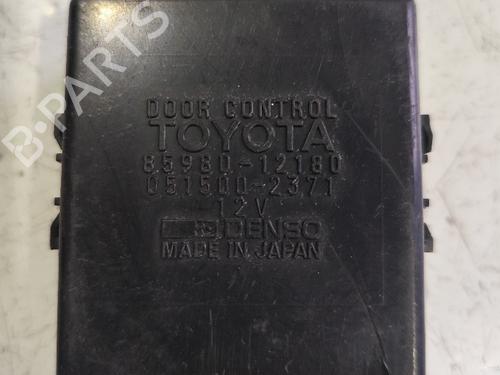 B-PARTS
DOOR CONTROL
TOYOTA
85980-12180
051500-2371
12V
DENSO
MADE IN JAPAN